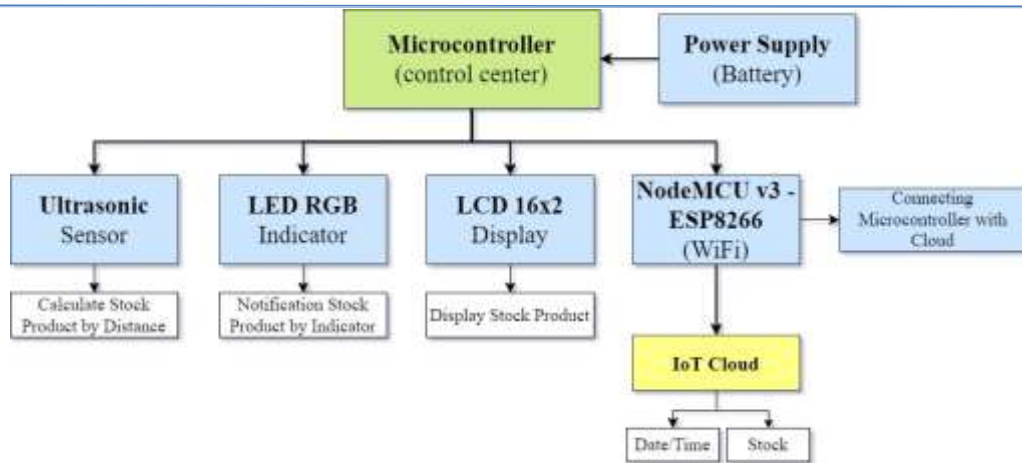 Microcontroller
(control center)
Power Supply
(Battery)
Ultrasonic
Sensor
LED RGB
Indicator
LCD 16x2
Display
NodeMCU v3 -
ESP8266
(WiFi)
Connecting
Microcontroller with
Cloud
Calculate Stock
Product by Distance
Notification Stock
Product by Indicator
Display Stock Product
IoT Cloud
Date/Time
Stock